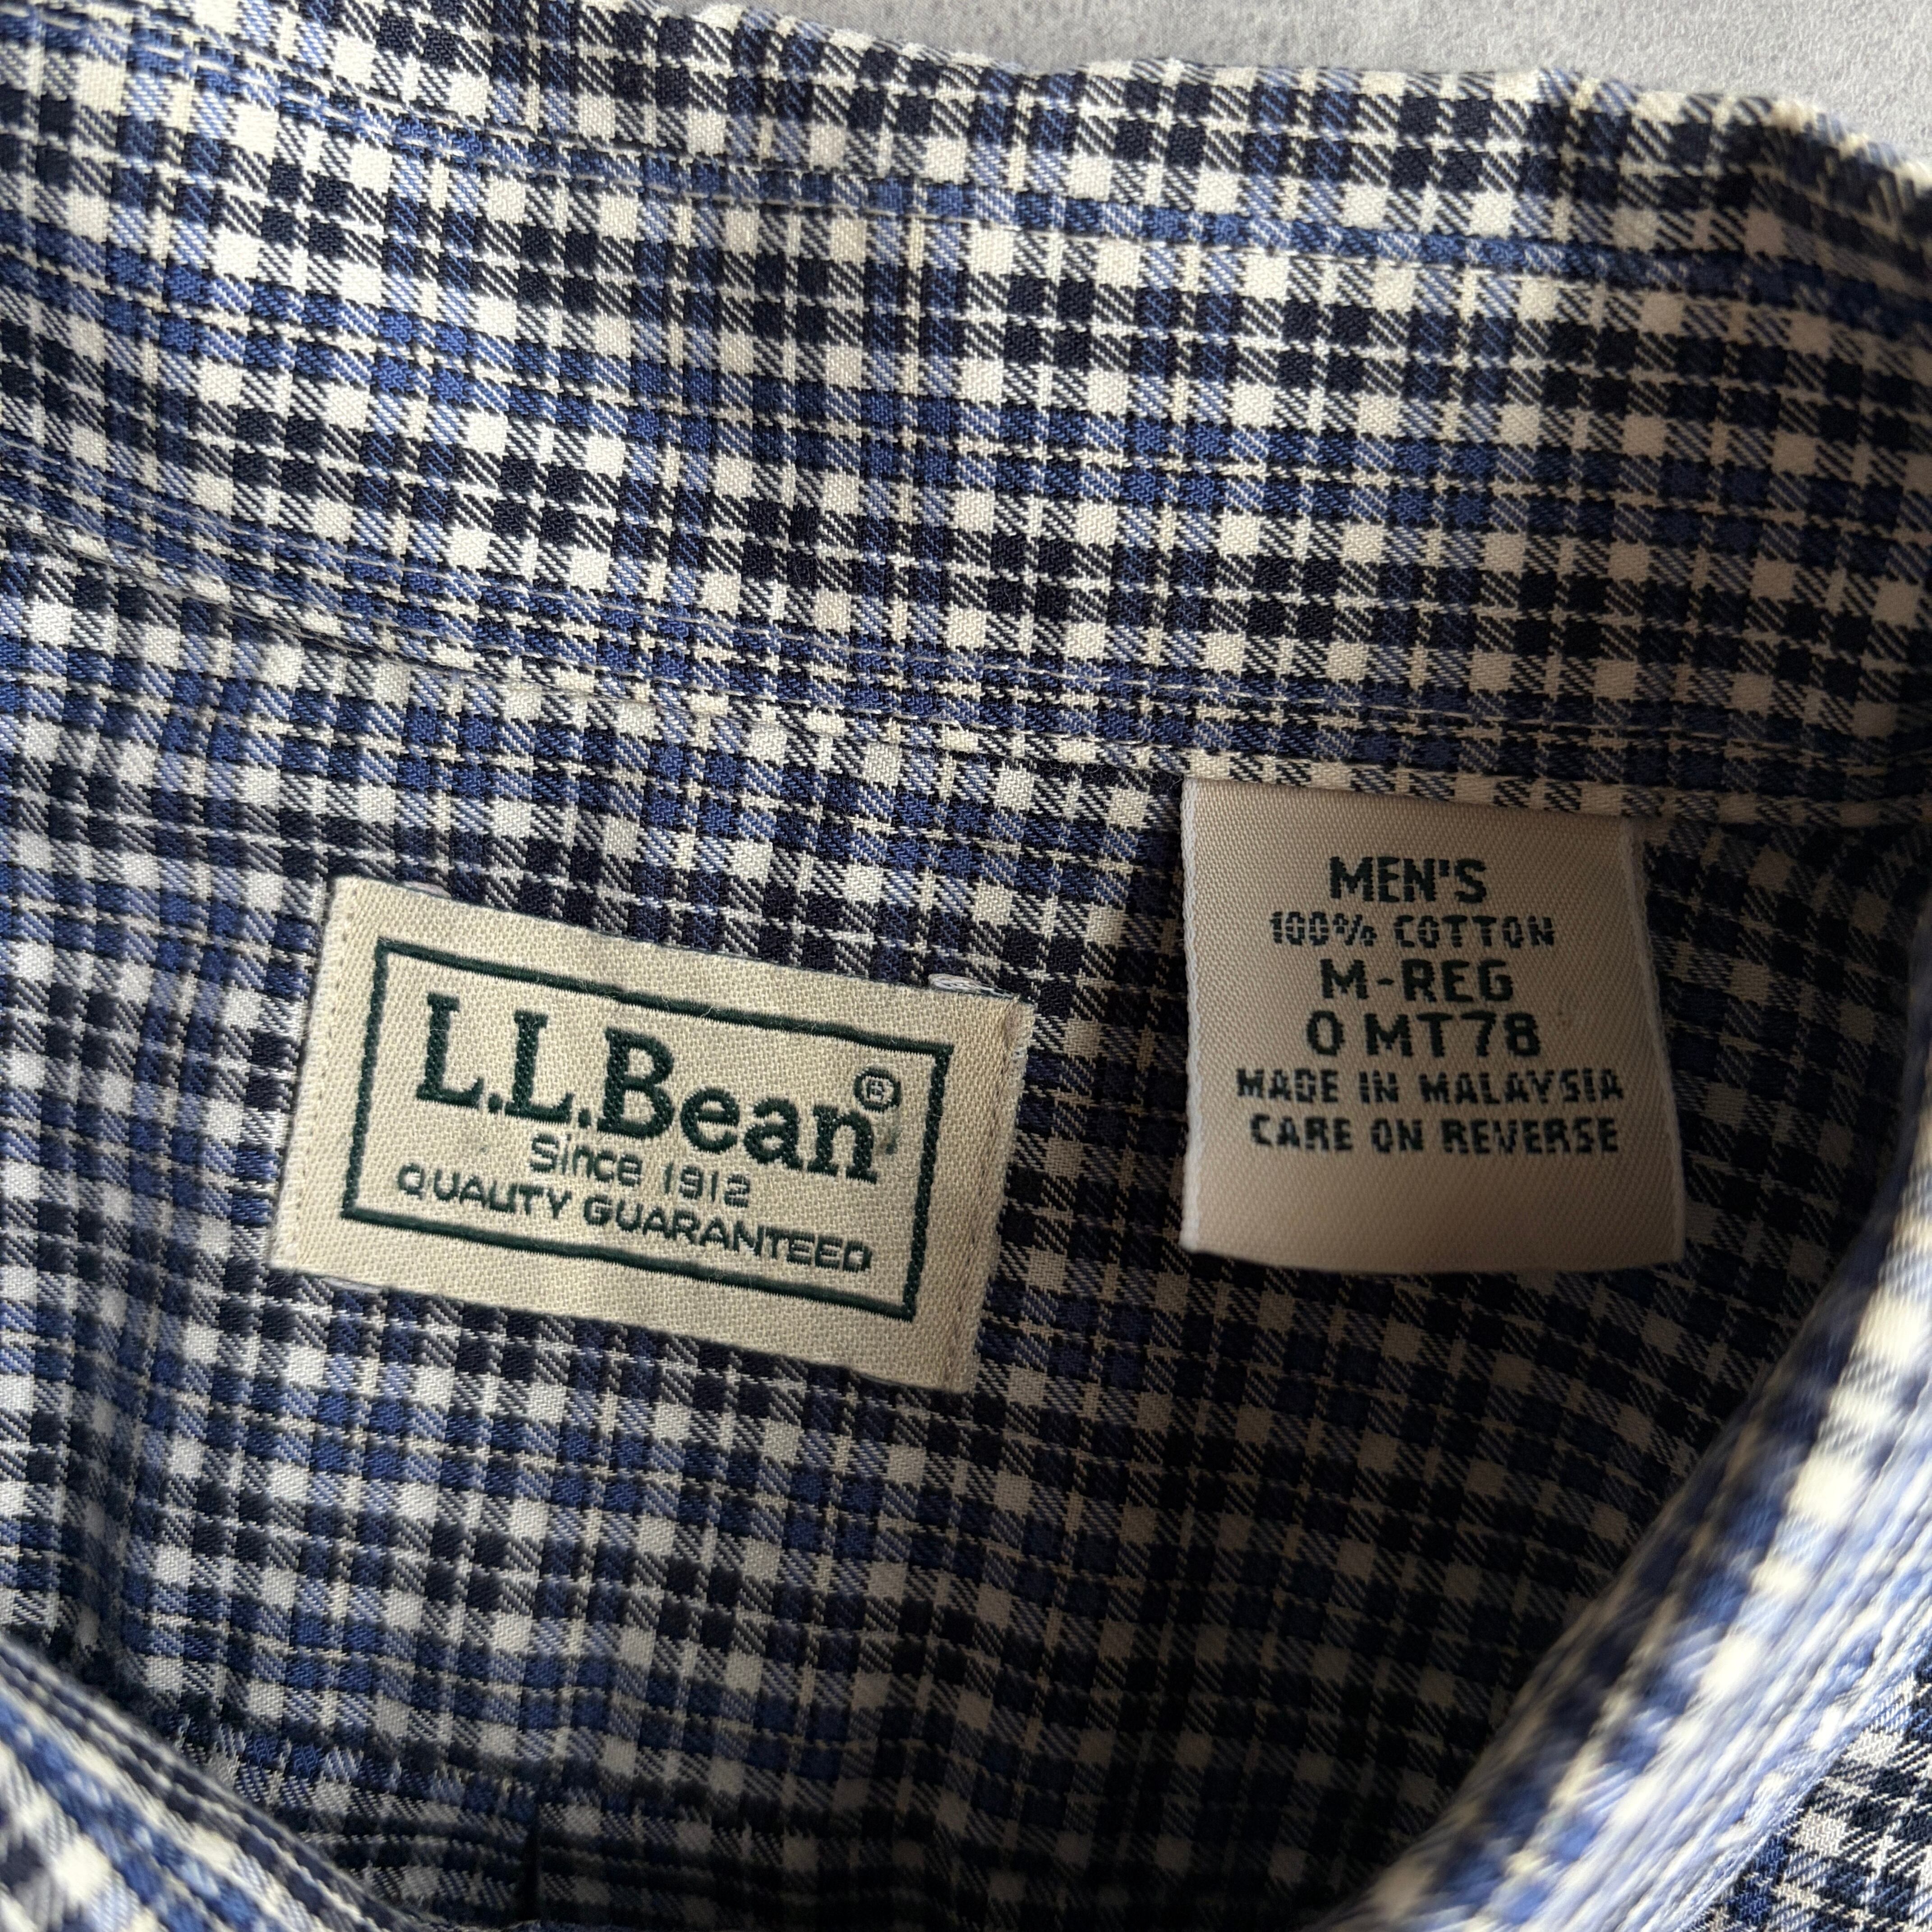 L.L.Bean®
Since 1912
QUALITY GUARANTEED
MEN'S
100% COTTON
M-REG
0 MT78
MADE IN MALAYSIA
CARE ON REVERSE